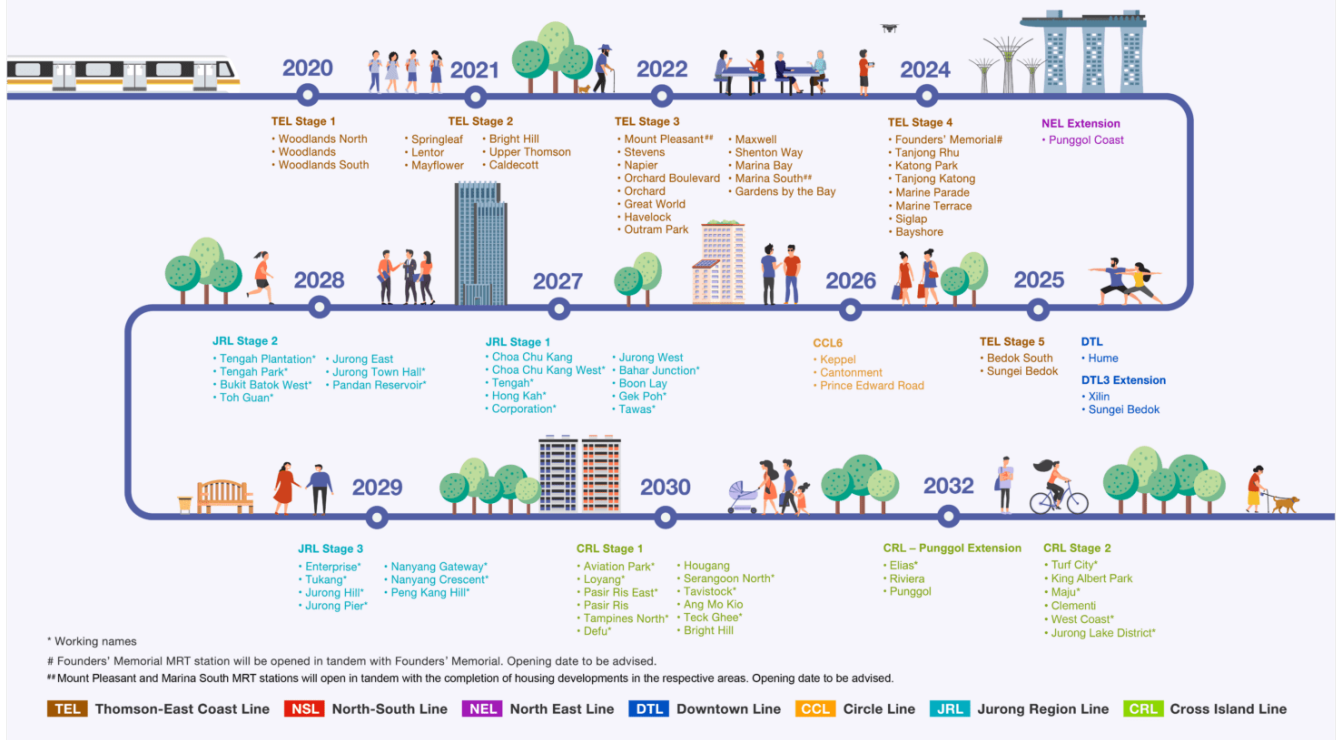 2020
2021
2022
2024
TEL Stage 1
• Woodlands North
• Woodlands
• Woodlands South
TEL Stage 2
• Springleaf
• Lentor
• Mayflower
• Bright Hill
• Upper Thomson
• Caldecott
TEL Stage 3
• Mount Pleasant##
• Stevens
• Napier
• Orchard Boulevard
• Orchard
• Great World
• Havelock
• Outram Park
• Maxwell
• Shenton Way
• Marina Bay
• Marina South##
• Gardens by the Bay
TEL Stage 4
• Founders' Memorial#
• Tanjong Rhu
• Katong Park
• Tanjong Katong
• Marine Parade
• Marine Terrace
• Siglap
• Bayshore
NEL Extension
• Punggol Coast
2028
2027
2026
2025
JRL Stage 2
• Tengah Plantation*
• Tengah Park*
• Bukit Batok West*
• Toh Guan*
• Jurong East
• Jurong Town Hall*
• Pandan Reservoir*
JRL Stage 1
• Choa Chu Kang
• Choa Chu Kang West*
• Tengah*
• Hong Kah*
• Corporation*
• Jurong West
• Bahar Junction*
• Boon Lay
• Gek Poh*
• Tawas*
CCL6
• Keppel
• Cantonment
• Prince Edward Road
TEL Stage 5
• Bedok South
• Sungei Bedok
DTL
• Hume
DTL3 Extension
• Xilin
• Sungei Bedok
2029
2030
2032
JRL Stage 3
• Enterprise*
• Tukang*
• Jurong Hill*
• Jurong Pier*
• Nanyang Gateway*
• Nanyang Crescent*
• Peng Kang Hill*
CRL Stage 1
• Aviation Park*
• Loyang*
• Pasir Ris East*
• Pasir Ris
• Tampines North*
• Defu*
• Hougang
• Serangoon North*
• Tavistock*
• Ang Mo Kio
• Teck Ghee*
• Bright Hill
CRL – Punggol Extension
• Elias*
• Riviera
• Punggol
CRL Stage 2
• Turf City*
• King Albert Park
• Maju*
• Clementi
• West Coast*
• Jurong Lake District*
* Working names
# Founders' Memorial MRT station will be opened in tandem with Founders' Memorial. Opening date to be advised.
## Mount Pleasant and Marina South MRT stations will open in tandem with the completion of housing developments in the respective areas. Opening date to be advised.
TEL Thomson-East Coast Line NSL North-South Line NEL North East Line DTL Downtown Line CCL Circle Line JRL Jurong Region Line CRL Cross Island Line